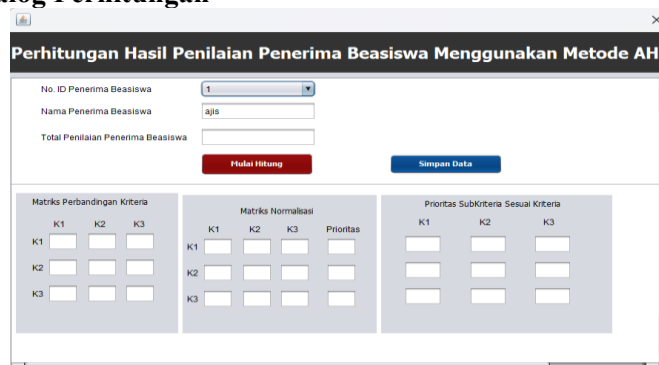 Perhitungan
Perhitungan Hasil Penilaian Penerima Beasiswa Menggunakan Metode AH
No. ID Penerima Beasiswa 1
Nama Penerima Beasiswa ajis
Total Penilaian Penerima Beasiswa
Mulai Hitung Simpan Data
Matriks Perbandingan Kriteria
K1 K2 K3
K1
K2
K3
Matriks Normalisasi
K1 K2 K3 Prioritas
K1
K2
K3
Prioritas SubKriteria Sesuai Kriteria
K1 K2 K3